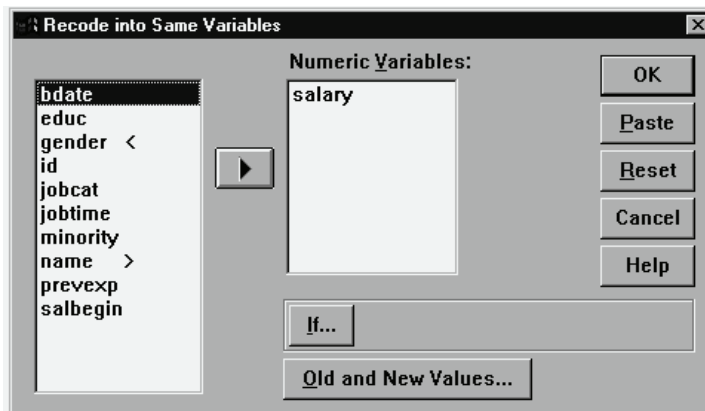 Recode into Same Variables
bdate
educ
gender <
id
jobcat
jobtime
minority
name >
prevexp
salbegin
Numeric Variables:
salary
If...
Old and New Values...
OK
Paste
Reset
Cancel
Help